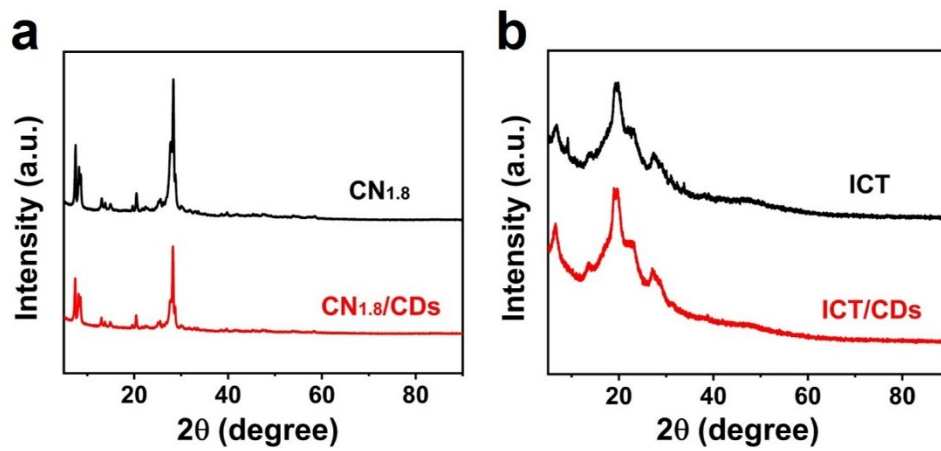 a
Intensity (a.u.)
CN1.8
CN1.8/CDs
20 40 60 80
2θ (degree)
b
Intensity (a.u.)
ICT
ICT/CDs
20 40 60 80
2θ (degree)